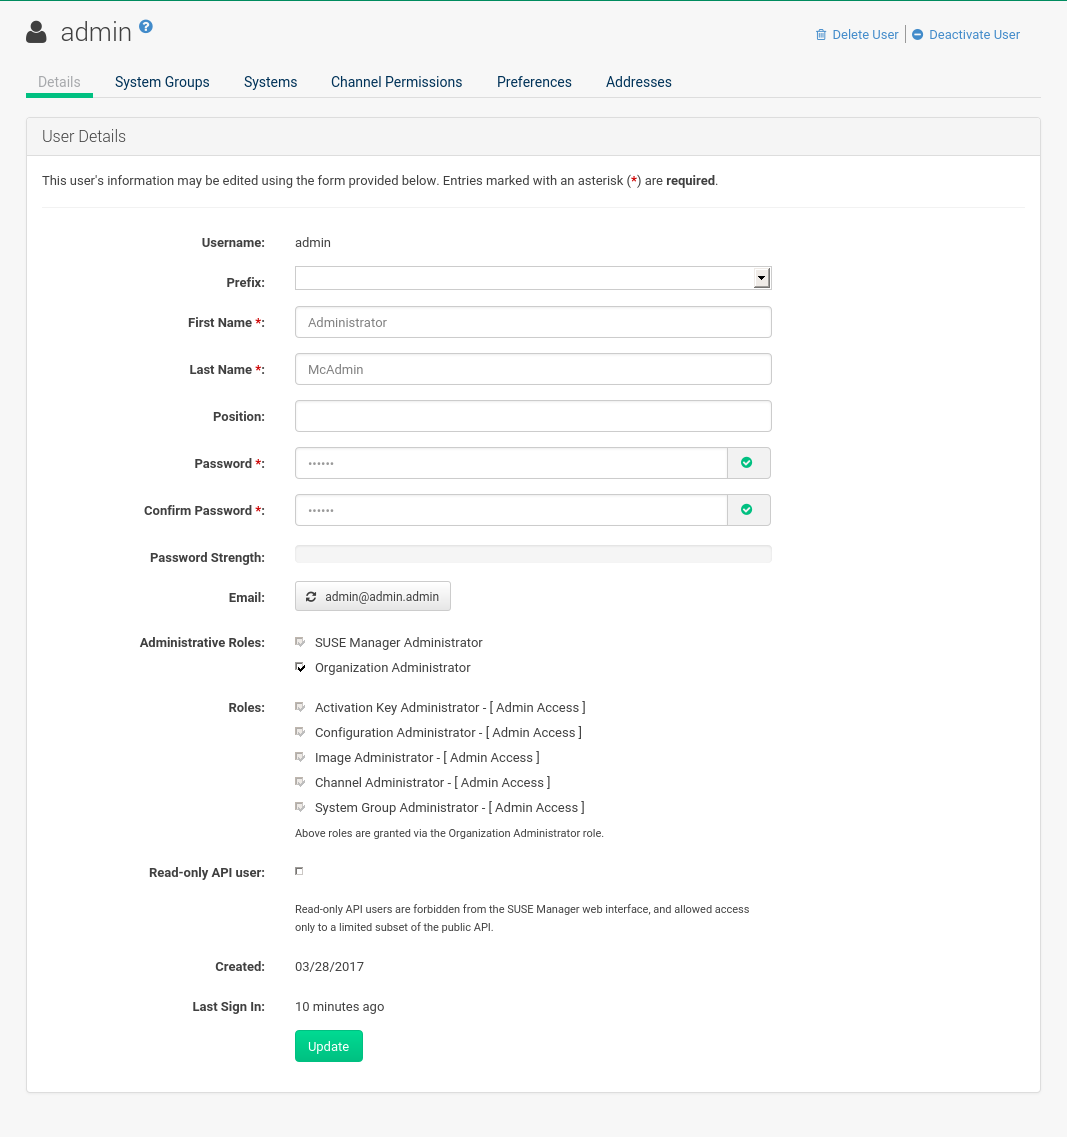 admin ?
Delete User | Deactivate User
Details System Groups Systems Channel Permissions Preferences Addresses
User Details
This user's information may be edited using the form provided below. Entries marked with an asterisk (*) are required.
Username: admin
Prefix:
First Name *: Administrator
Last Name *: McAdmin
Position:
Password *: ••••••
Confirm Password *: ••••••
Password Strength:
Email: admin@admin.admin
Administrative Roles: SUSE Manager Administrator
Organization Administrator
Roles: Activation Key Administrator - [ Admin Access ]
Configuration Administrator - [ Admin Access ]
Image Administrator - [ Admin Access ]
Channel Administrator - [ Admin Access ]
System Group Administrator - [ Admin Access ]
Above roles are granted via the Organization Administrator role.
Read-only API user:
Read-only API users are forbidden from the SUSE Manager web interface, and allowed access
only to a limited subset of the public API.
Created: 03/28/2017
Last Sign In: 10 minutes ago
Update